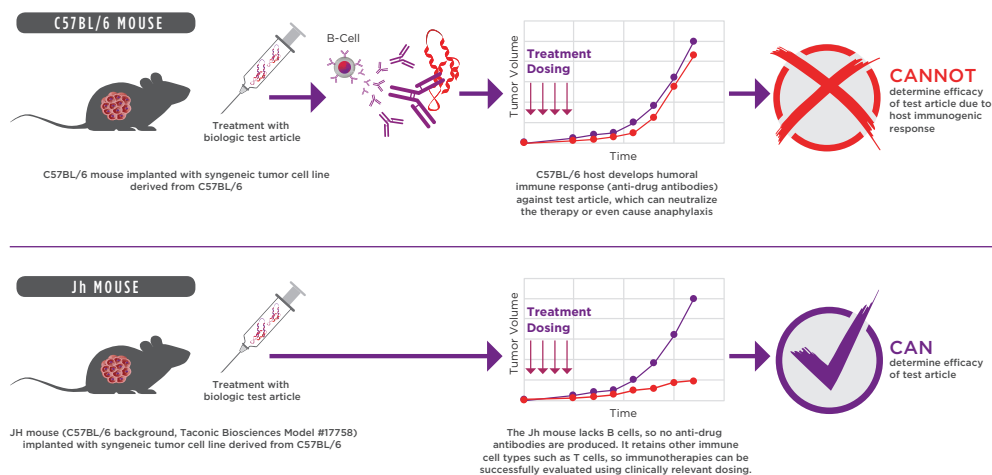 C57BL/6 MOUSE
B-Cell
Treatment with
biologic test article
C57BL/6 mouse implanted with syngeneic tumor cell line
derived from C57BL/6
Tumor Volume
Treatment
Dosing
Time
C57BL/6 host develops humoral
immune response (anti-drug antibodies)
against test article, which can neutralize
the therapy or even cause anaphylaxis
CANNOT
determine efficacy
of test article due to
host immunogenic
response
Jh MOUSE
Treatment with
biologic test article
JH mouse (C57BL/6 background, Taconic Biosciences Model #17758)
implanted with syngeneic tumor cell line derived from C57BL/6
Tumor Volume
Treatment
Dosing
Time
The Jh mouse lacks B cells, so no anti-drug
antibodies are produced. It retains other immune
cell types such as T cells, so immunotherapies can be
successfully evaluated using clinically relevant dosing.
CAN
determine efficacy
of test article